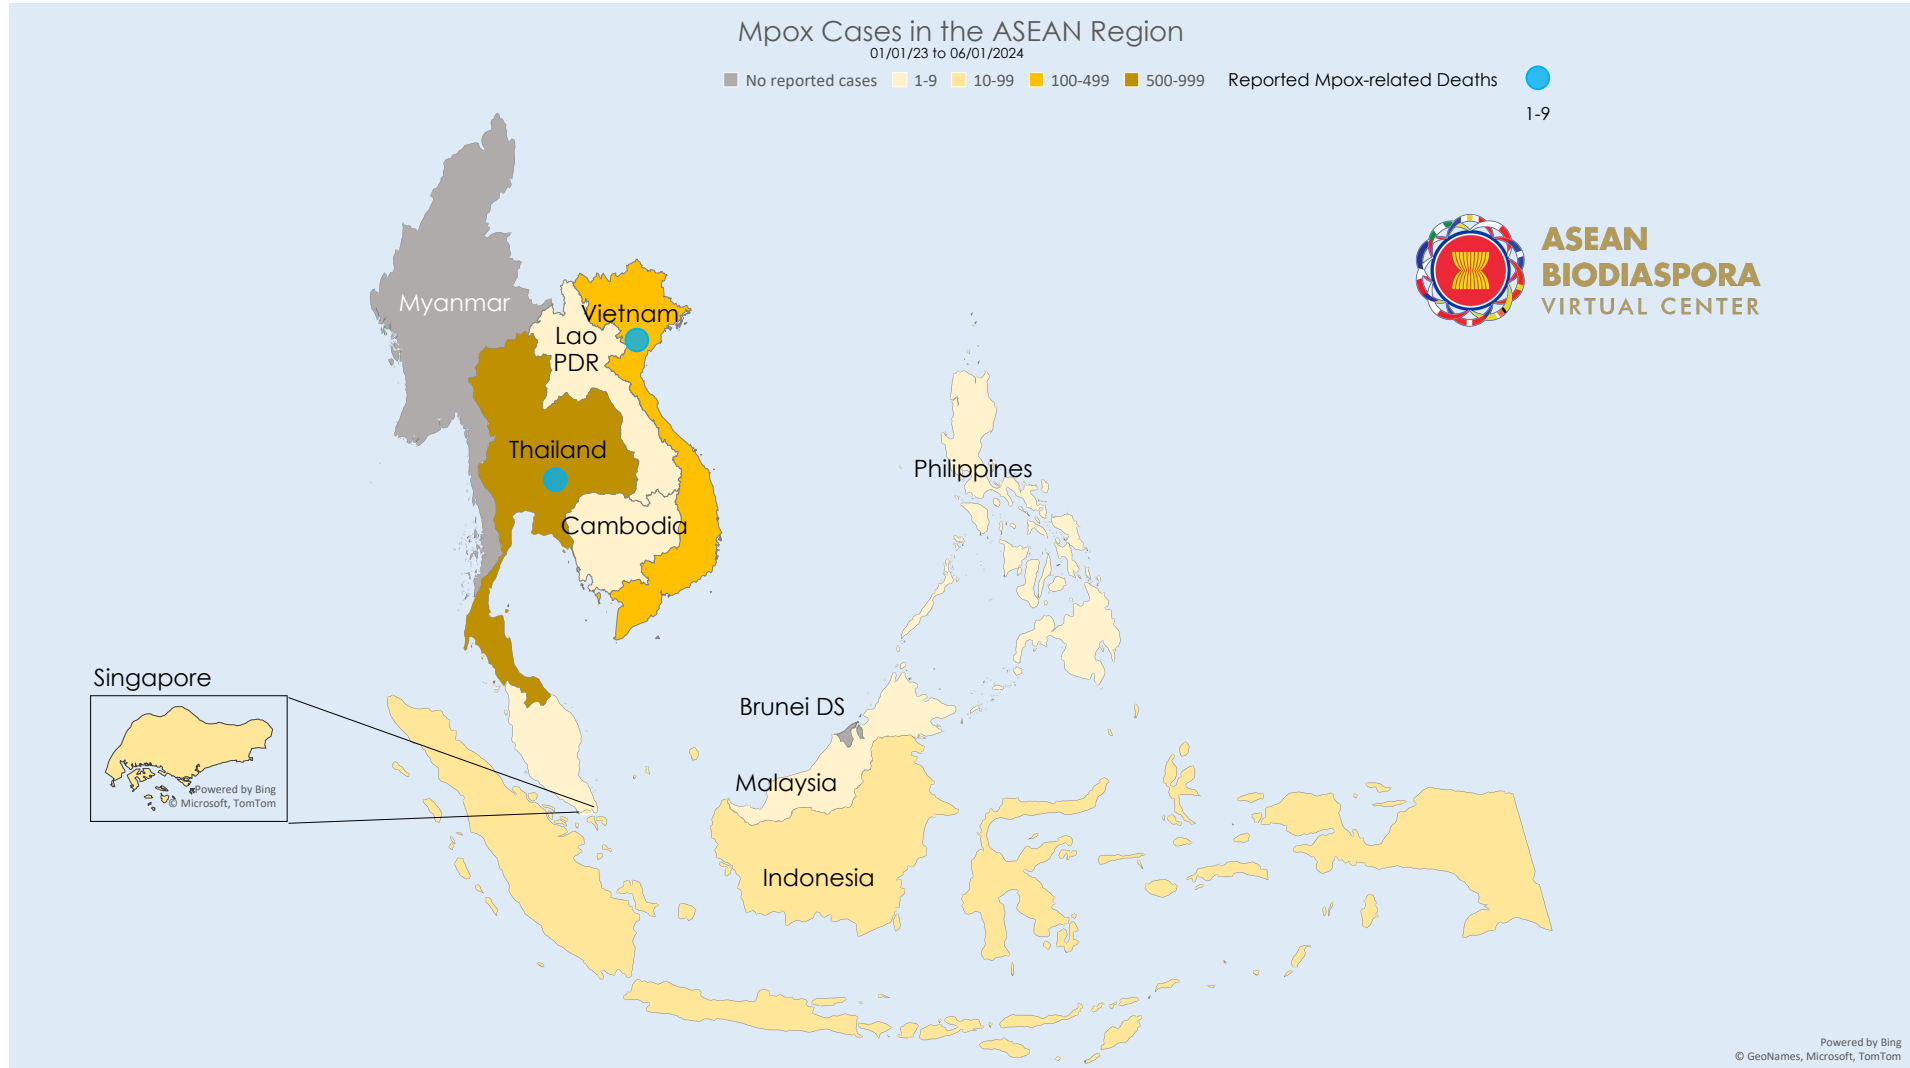 Mpox Cases in the ASEAN Region
01/01/23 to 06/01/2024
No reported cases 1-9 10-99 100-499 500-999 Reported Mpox-related Deaths
1-9
ASEAN
BIODIASPORA
VIRTUAL CENTER
Myanmar
Vietnam
Lao
PDR
Thailand
Philippines
Cambodia
Singapore
Powered by Bing
© Microsoft, TomTom
Brunei DS
Malaysia
Indonesia
Powered by Bing
© GeoNames, Microsoft, TomTom